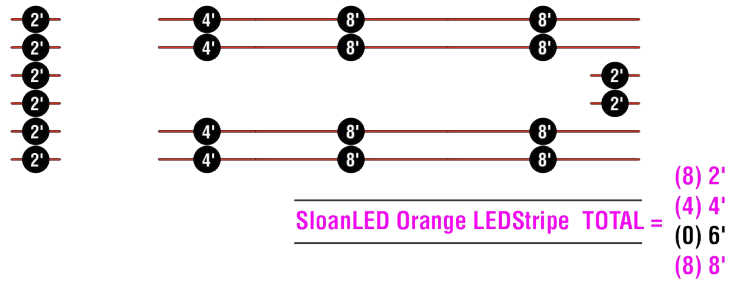 2' 4' 8' 8'
2' 4' 8' 8'
2' 2'
2' 2'
2' 4' 8' 8'
2' 4' 8' 8'
(8) 2'
(4) 4'
SloanLED Orange LEDStripe TOTAL =
(0) 6'
(8) 8'